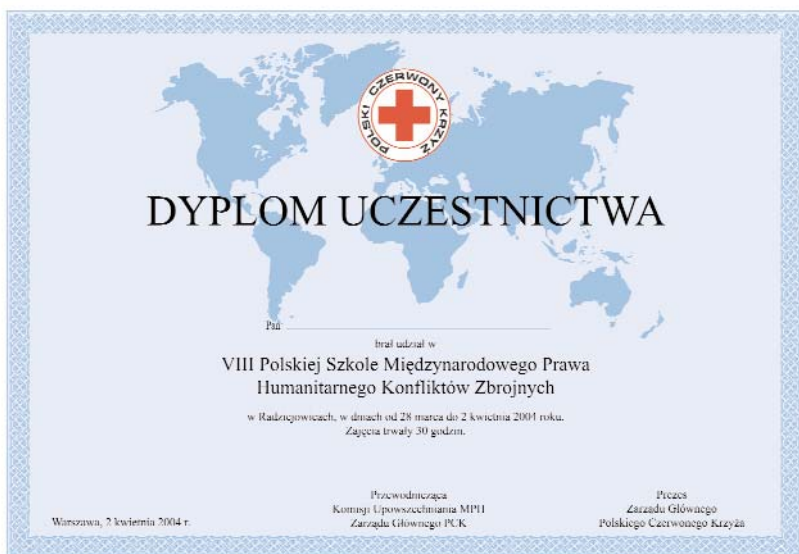 POLSKI CZERWONY KRZYŻ
DYPLOM UCZESTNICTWA
Pan
brał udział w
VIII Polskiej Szkole Międzynarodowego Prawa
Humanitarnego Konfliktów Zbrojnych
w Radziejowicach, w dniach od 28 marca do 2 kwietnia 2004 roku.
Zajęcia trwały 30 godzin.
Warszawa, 2 kwietnia 2004 r.
Przewodnicząca
Komisji Upowszechniania MPH
Zarządu Głównego PCK
Prezes
Zarządu Głównego
Polskiego Czerwonego Krzyża